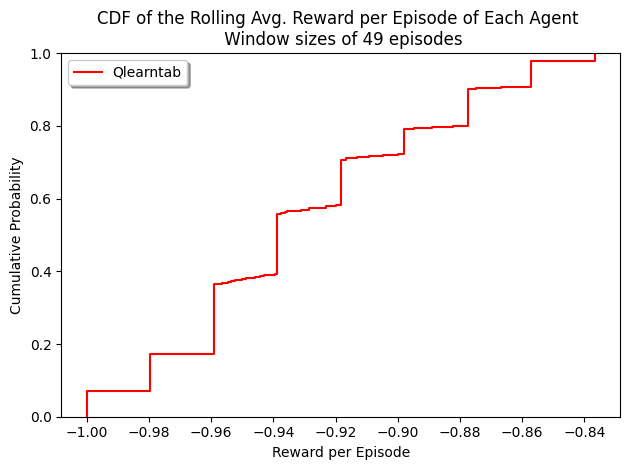 CDF of the Rolling Avg. Reward per Episode of Each Agent
Window sizes of 49 episodes
Qlearntab
Cumulative Probability
1.0
0.8
0.6
0.4
0.2
0.0
−1.00 −0.98 −0.96 −0.94 −0.92 −0.90 −0.88 −0.86 −0.84
Reward per Episode